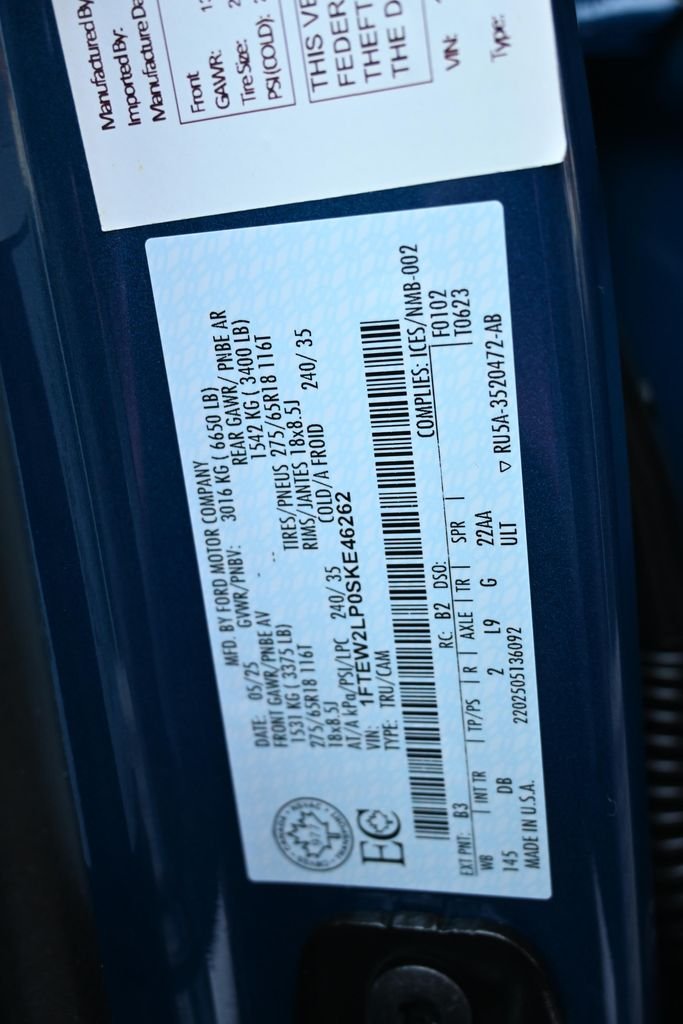 Manufactured By
Imported By:
Manufacture Da
Front
GAWR:
Tire Size:
PSI (COLD):
THIS VE
FEDER
THEFT
THE D
VIN:
Type:
MFD. BY FORD MOTOR COMPANY
DATE: 05/25 GVWR/PNBV: 3016 KG ( 6650 LB)
FRONT GAWR/PNBE AV REAR GAWR/ PNBE AR
1531 KG ( 3375 LB) 1542 KG ( 3400 LB)
275/65R18 116T TIRES/PNEUS 275/65R18 116T
18x8.5J RIMS/JANTES 18x8.5J
AT/A kPa/PSI/LPC 240/ 35 COLD/A FROID 240/ 35
VIN: 1FTEW2LP0SKE46262
TYPE: TRU/CAM
EC
COMPLIES: ICES/NMB-002
EXT PNT: B3 RC: B2 DSO: F0102
WB INT TR TP/PS R AXLE TR SPR T0623
145 DB 2 L9 G 22AA
MADE IN U.S.A. 2202505136092 ULT ▽ RU5A-3520472-AB